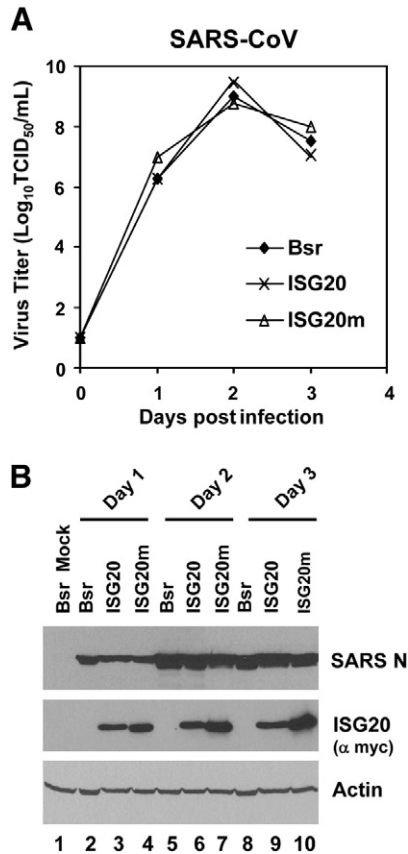 A
SARS-CoV
Virus Titer (Log10TCID50/mL)
10
8
6
4
2
0
Bsr
ISG20
ISG20m
0 1 2 3 4
Days post infection
B
Day 1 Day 2 Day 3
Bsr Mock Bsr ISG20 ISG20m Bsr ISG20 ISG20m Bsr ISG20 ISG20m
SARS N
ISG20
(α myc)
Actin
1 2 3 4 5 6 7 8 9 10